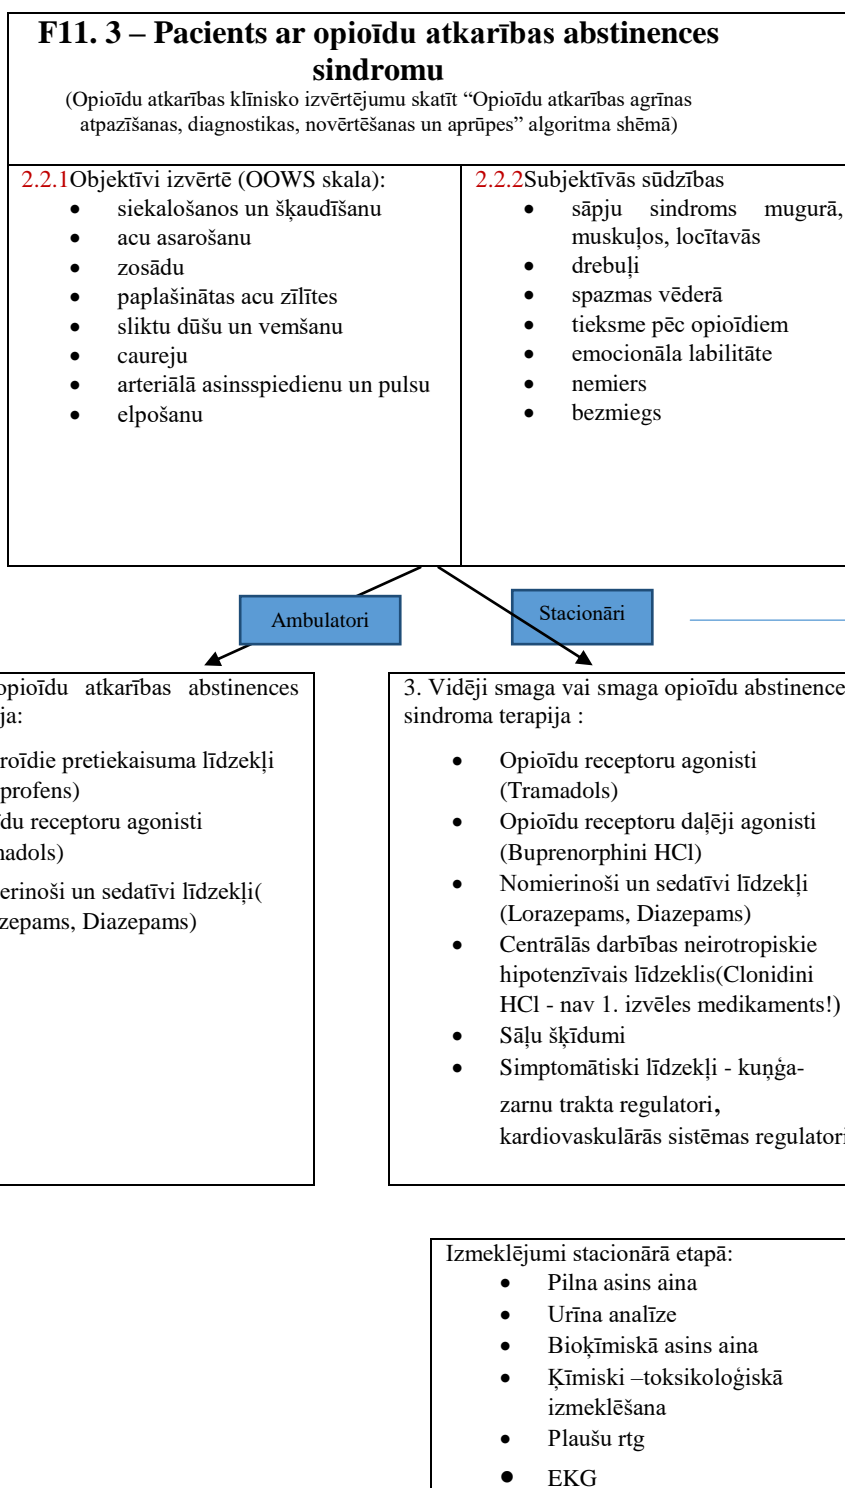 F11. 3 – Pacients ar opioīdu atkarības abstinences
sindromu
(Opioīdu atkarības klīnisko izvērtējumu skatīt “Opioīdu atkarības agrīnas
atpazīšanas, diagnostikas, novērtēšanas un aprūpes” algoritma shēmā)
2.2.1Objektīvi izvērtē (OOWS skala):
• siekalošanos un šķaudīšanu
• acu asarošanu
• zosādu
• paplašinātas acu zīlītes
• sliktu dūšu un vemšanu
• caureju
• arteriālā asinsspiedienu un pulsu
• elpošanu
2.2.2Subjektīvās sūdzības
• sāpju sindroms mugurā,
muskuļos, locītavās
• drebuļi
• spazmas vēderā
• tieksme pēc opioīdiem
• emocionāla labilitāte
• nemiers
• bezmiegs
Ambulatori
Stacionāri
opioīdu atkarības abstinences
ja:
roīdie pretiekaisuma līdzekļi
profens)
du receptoru agonisti
nadols)
erinoši un sedatīvi līdzekļi(
zepams, Diazepams)
3. Vidēji smaga vai smaga opioīdu abstinence
sindroma terapija :
• Opioīdu receptoru agonisti
(Tramadols)
• Opioīdu receptoru daļēji agonisti
(Buprenorphini HCl)
• Nomierinoši un sedatīvi līdzekļi
(Lorazepams, Diazepams)
• Centrālās darbības neirotropiskie
hipotenzīvais līdzeklis(Clonidini
HCl - nav 1. izvēles medikaments!)
• Sāļu šķīdumi
• Simptomātiski līdzekļi - kuņģa-
zarnu trakta regulatori,
kardiovaskulārās sistēmas regulatori
Izmeklējumi stacionārā etapā:
• Pilna asins aina
• Urīna analīze
• Bioķīmiskā asins aina
• Ķīmiski –toksikoloģiskā
izmeklēšana
• Plaušu rtg
• EKG